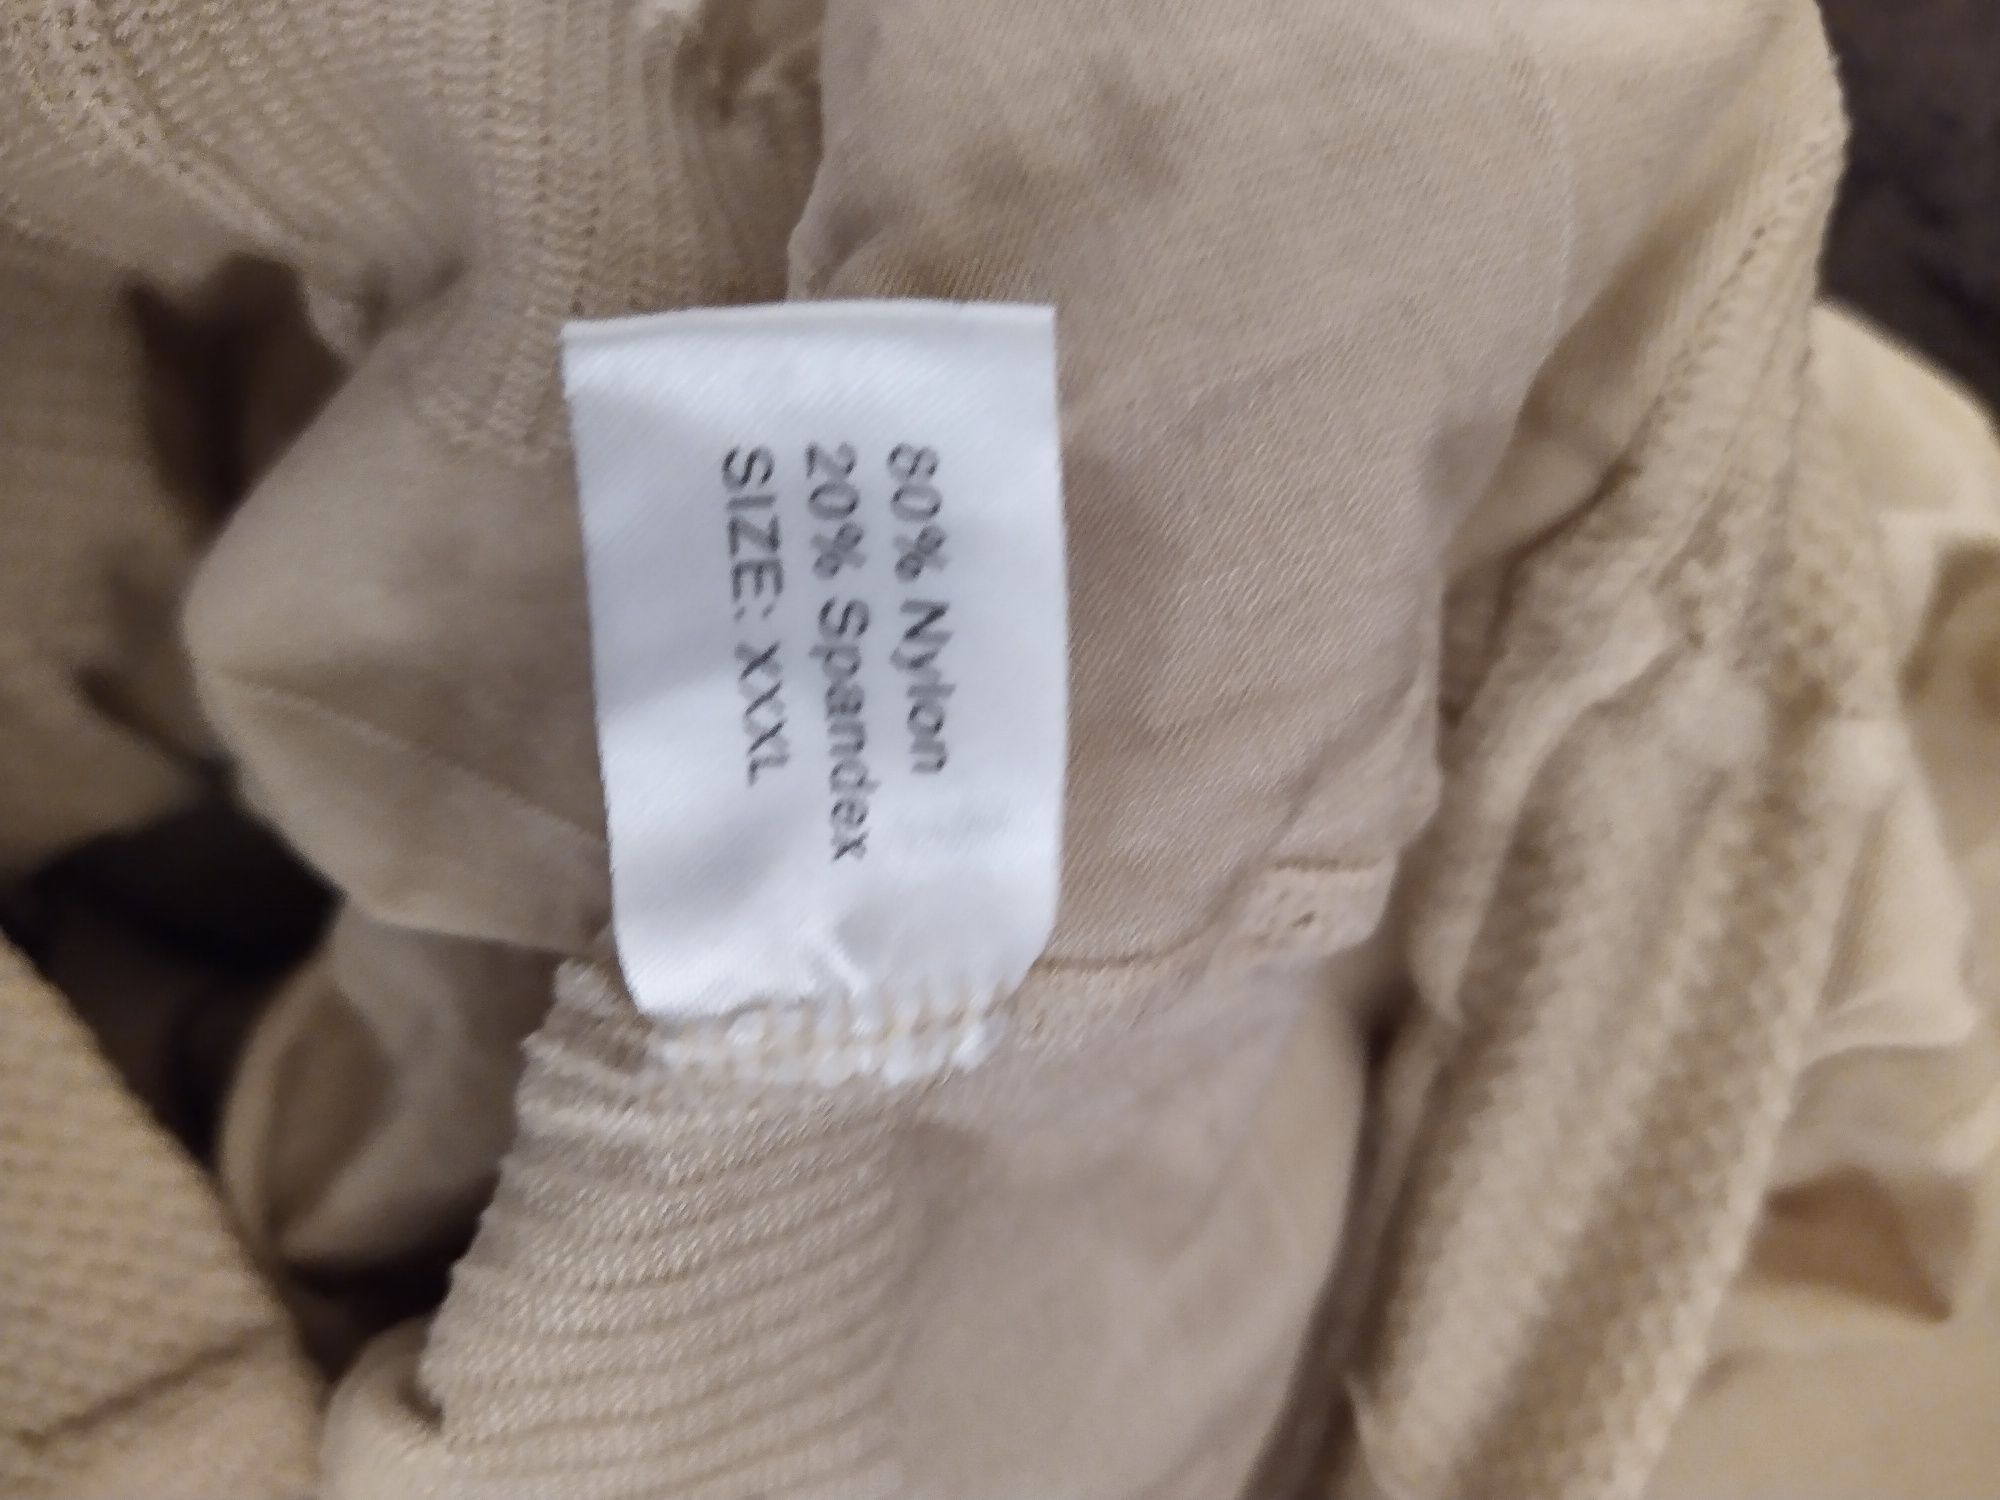 80% Nylon
20% Spandex
SIZE: XXXL